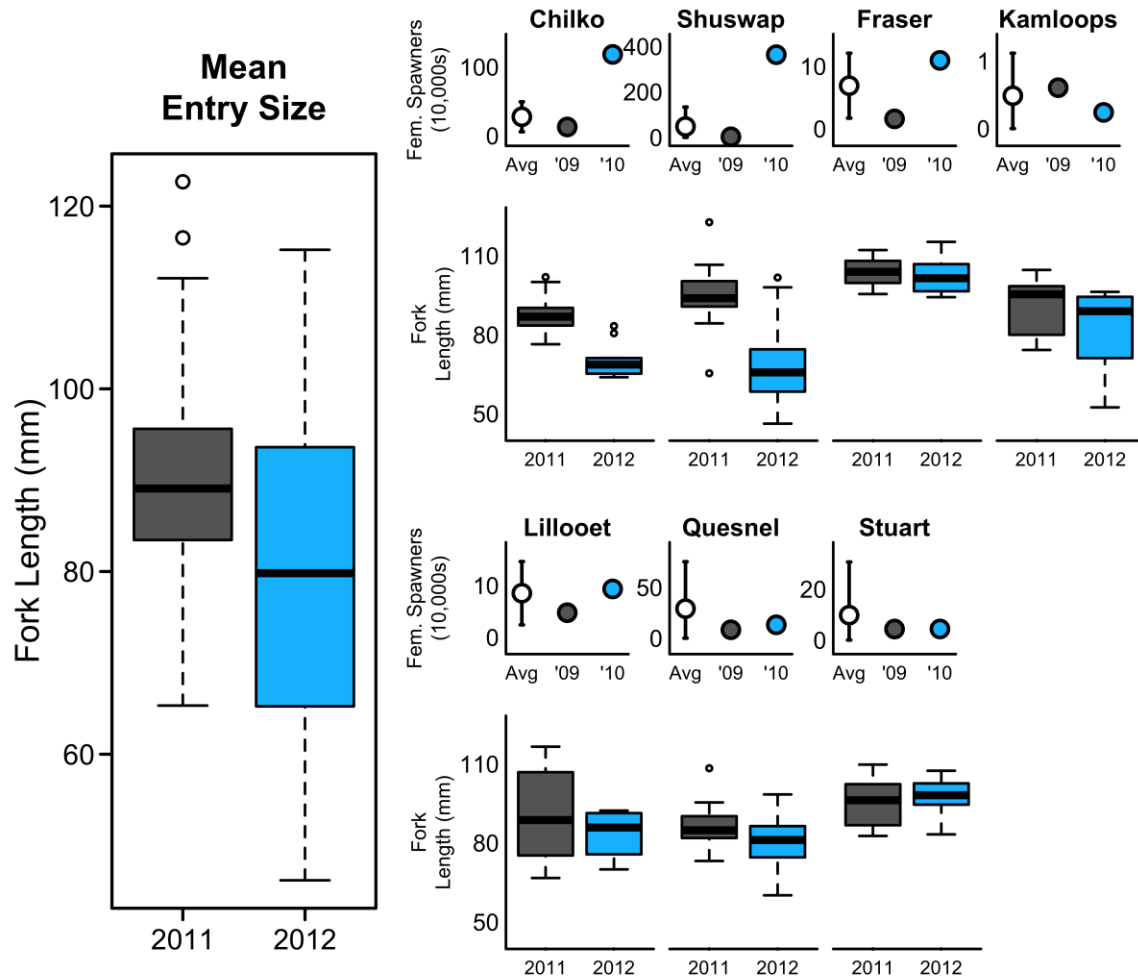 Mean
Entry Size
Fork Length (mm)
120
100
80
60
2011 2012
Chilko Shuswap Fraser Kamloops
Fem. Spawners
(10,000s)
100
0
400
200
0
10
0
1
0
Avg '09 '10 Avg '09 '10 Avg '09 '10 Avg '09 '10
Fork
Length (mm)
110
80
50
2011 2012 2011 2012 2011 2012 2011 2012
Lillooet Quesnel Stuart
Fem. Spawners
(10,000s)
10
0
50
0
20
0
Avg '09 '10 Avg '09 '10 Avg '09 '10
Fork
Length (mm)
110
80
50
2011 2012 2011 2012 2011 2012